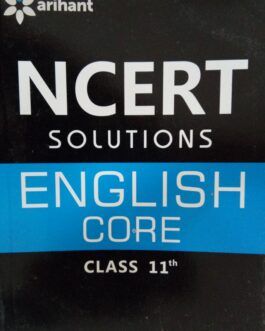 arihant
NCERT
SOLUTIONS
ENGLISH
CORE
CLASS 11th